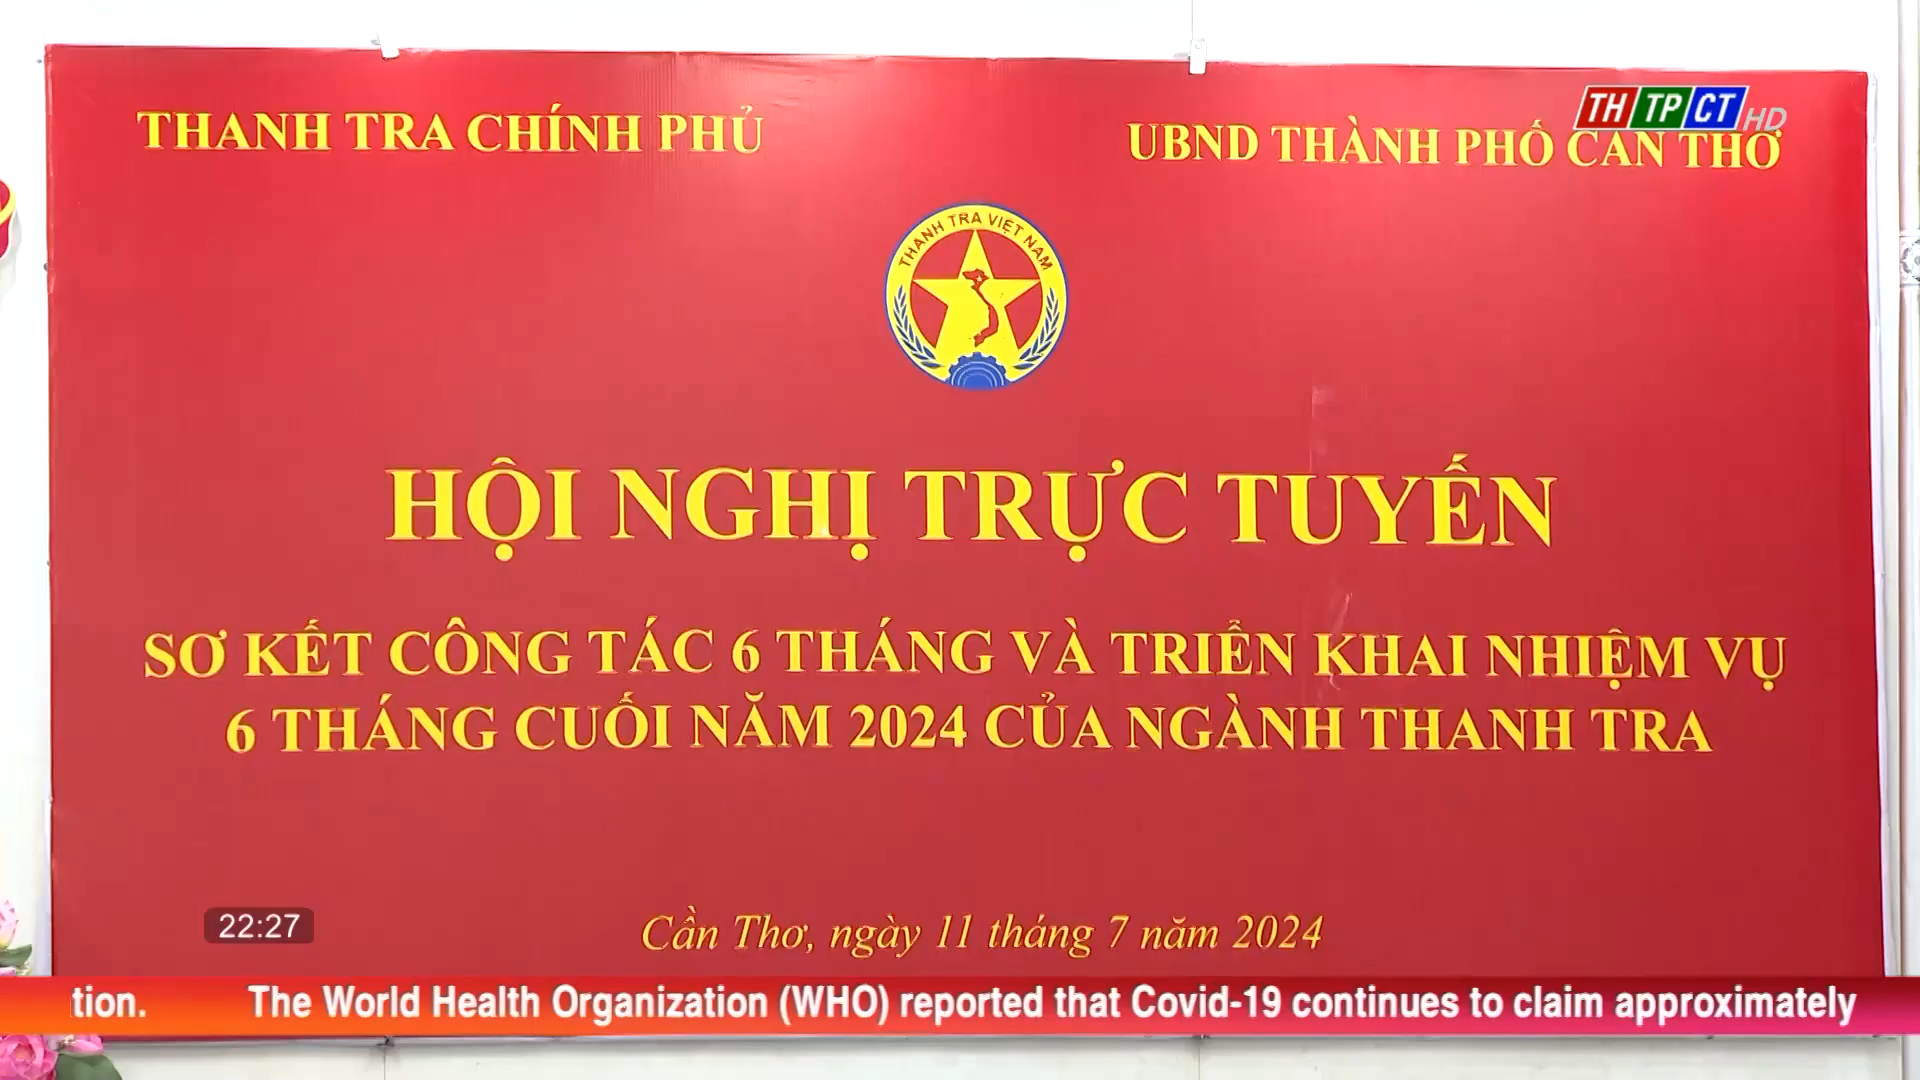 THANH TRA CHÍNH PHỦ
UBND THÀNH PHỐ CẦN THƠ
THTPCT HD
THANH TRA VIỆT NAM
HỘI NGHỊ TRỰC TUYẾN
SƠ KẾT CÔNG TÁC 6 THÁNG VÀ TRIỂN KHAI NHIỆM VỤ
6 THÁNG CUỐI NĂM 2024 CỦA NGÀNH THANH TRA
22:27
Cần Thơ, ngày 11 tháng 7 năm 2024
tion. The World Health Organization (WHO) reported that Covid-19 continues to claim approximately